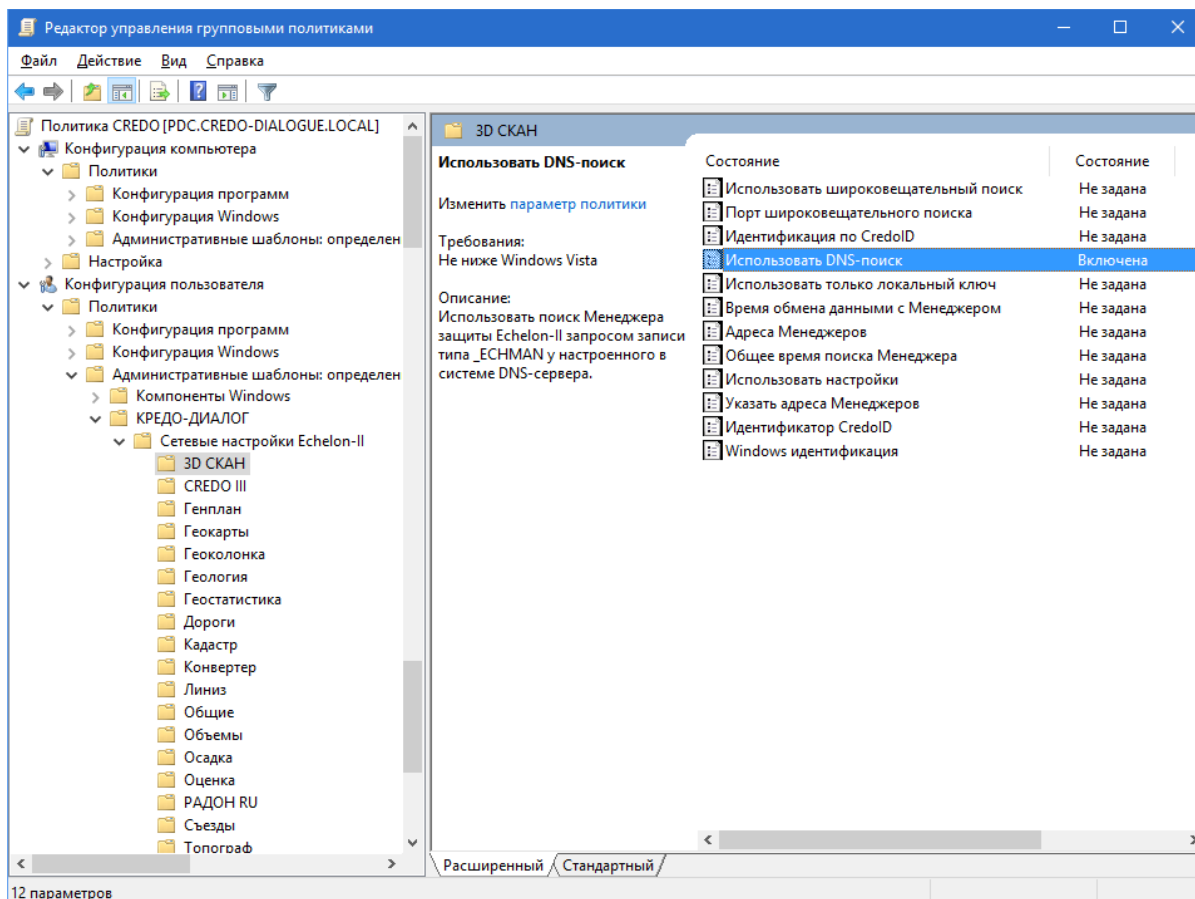 Редактор управления групповыми политиками
Файл Действие Вид Справка
Политика CREDO [PDC.CREDO-DIALOGUE.LOCAL]
Конфигурация компьютера
Политики
Конфигурация программ
Конфигурация Windows
Административные шаблоны: определен
Настройка
Конфигурация пользователя
Политики
Конфигурация программ
Конфигурация Windows
Административные шаблоны: определен
Компоненты Windows
КРЕДО-ДИАЛОГ
Сетевые настройки Echelon-II
3D СКАН
CREDO III
Генплан
Геокарты
Геоколонка
Геология
Геостатистика
Дороги
Кадастр
Конвертер
Линиз
Общие
Объемы
Осадка
Оценка
РАДОН RU
Съезды
Топограф
3D СКАН
Использовать DNS-поиск
Изменить параметр политики
Требования:
Не ниже Windows Vista
Описание:
Использовать поиск Менеджера
защиты Echelon-II запросом записи
типа _ECHMAN у настроенного в
системе DNS-сервера.
Состояние Состояние
Использовать широковещательный поиск Не задана
Порт широковещательного поиска Не задана
Идентификация по CredoID Не задана
Использовать DNS-поиск Включена
Использовать только локальный ключ Не задана
Время обмена данными с Менеджером Не задана
Адреса Менеджеров Не задана
Общее время поиска Менеджера Не задана
Использовать настройки Не задана
Указать адреса Менеджеров Не задана
Идентификатор CredoID Не задана
Windows идентификация Не задана
Расширенный Стандартный
12 параметров